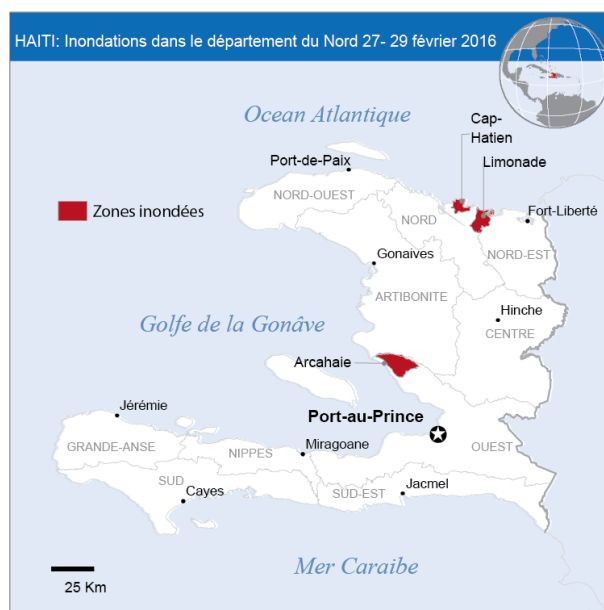 HAITI: Inondations dans le département du Nord 27- 29 février 2016
Ocean Atlantique
Cap-
Hatien
Limonade
Port-de-Paix
NORD-OUEST
Zones inondées
NORD
Fort-Liberté
Gonaives
NORD-EST
ARTIBONITE
Hinche
Golfe de la Gonâve
CENTRE
Arcahaie
Jérémie
Port-au-Prince
Miragoane
OUEST
GRANDE-ANSE
NIPPES
SUD
Cayes
SUD-EST
Jacmel
Mer Caraibe
25 Km